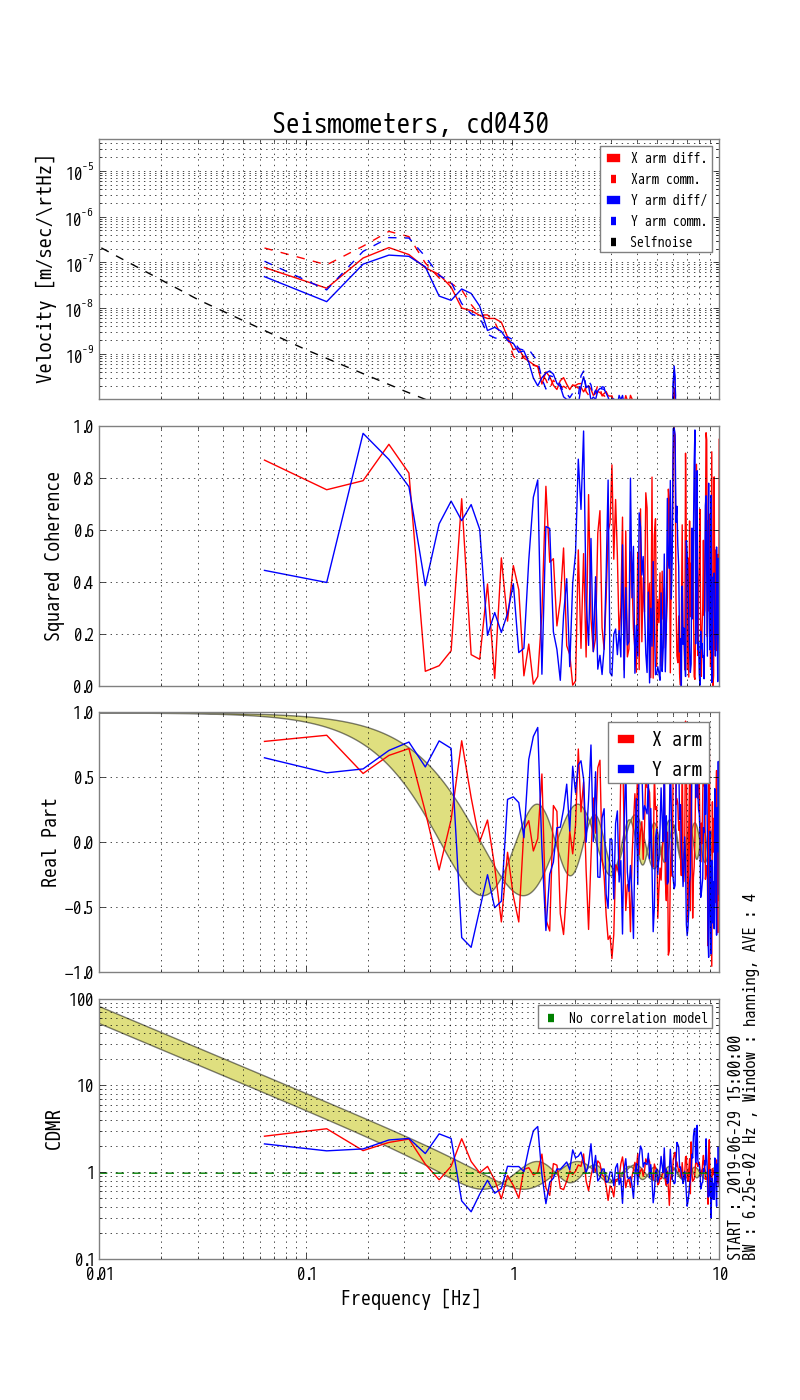 Seismometers, cd0430
Velocity [m/sec/\rtHz]
10^-5
10^-6
10^-7
10^-8
10^-9
X arm diff.
Xarm comm.
Y arm diff/
Y arm comm.
Selfnoise
Squared Coherence
1.0
0.8
0.6
0.4
0.2
0.0
Real Part
1.0
0.5
0.0
−0.5
−1.0
X arm
Y arm
CDMR
100
10
1
0.1
No correlation model
0.01
0.1
1
10
Frequency [Hz]
START : 2019-06-29 15:00:00
BW : 6.25e-02 Hz , Window : hanning, AVE : 4